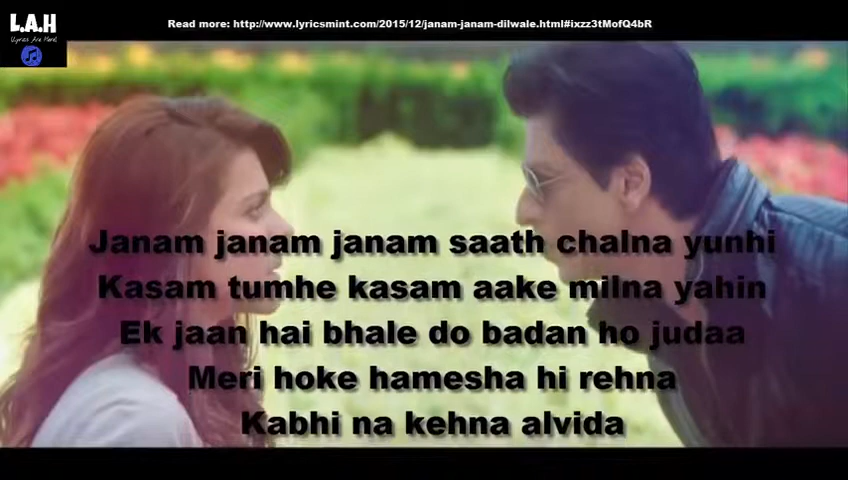 L.A.H
Lyrics Are Here!
Read more: http://www.lyricsmint.com/2015/12/janam-janam-dilwale.html#ixzz3tMofQ4bR
Janam janam janam saath chalna yunhi
Kasam tumhe kasam aake milna yahin
Ek jaan hai bhale do badan ho judaa
Meri hoke hamesha hi rehna
Kabhi na kehna alvida